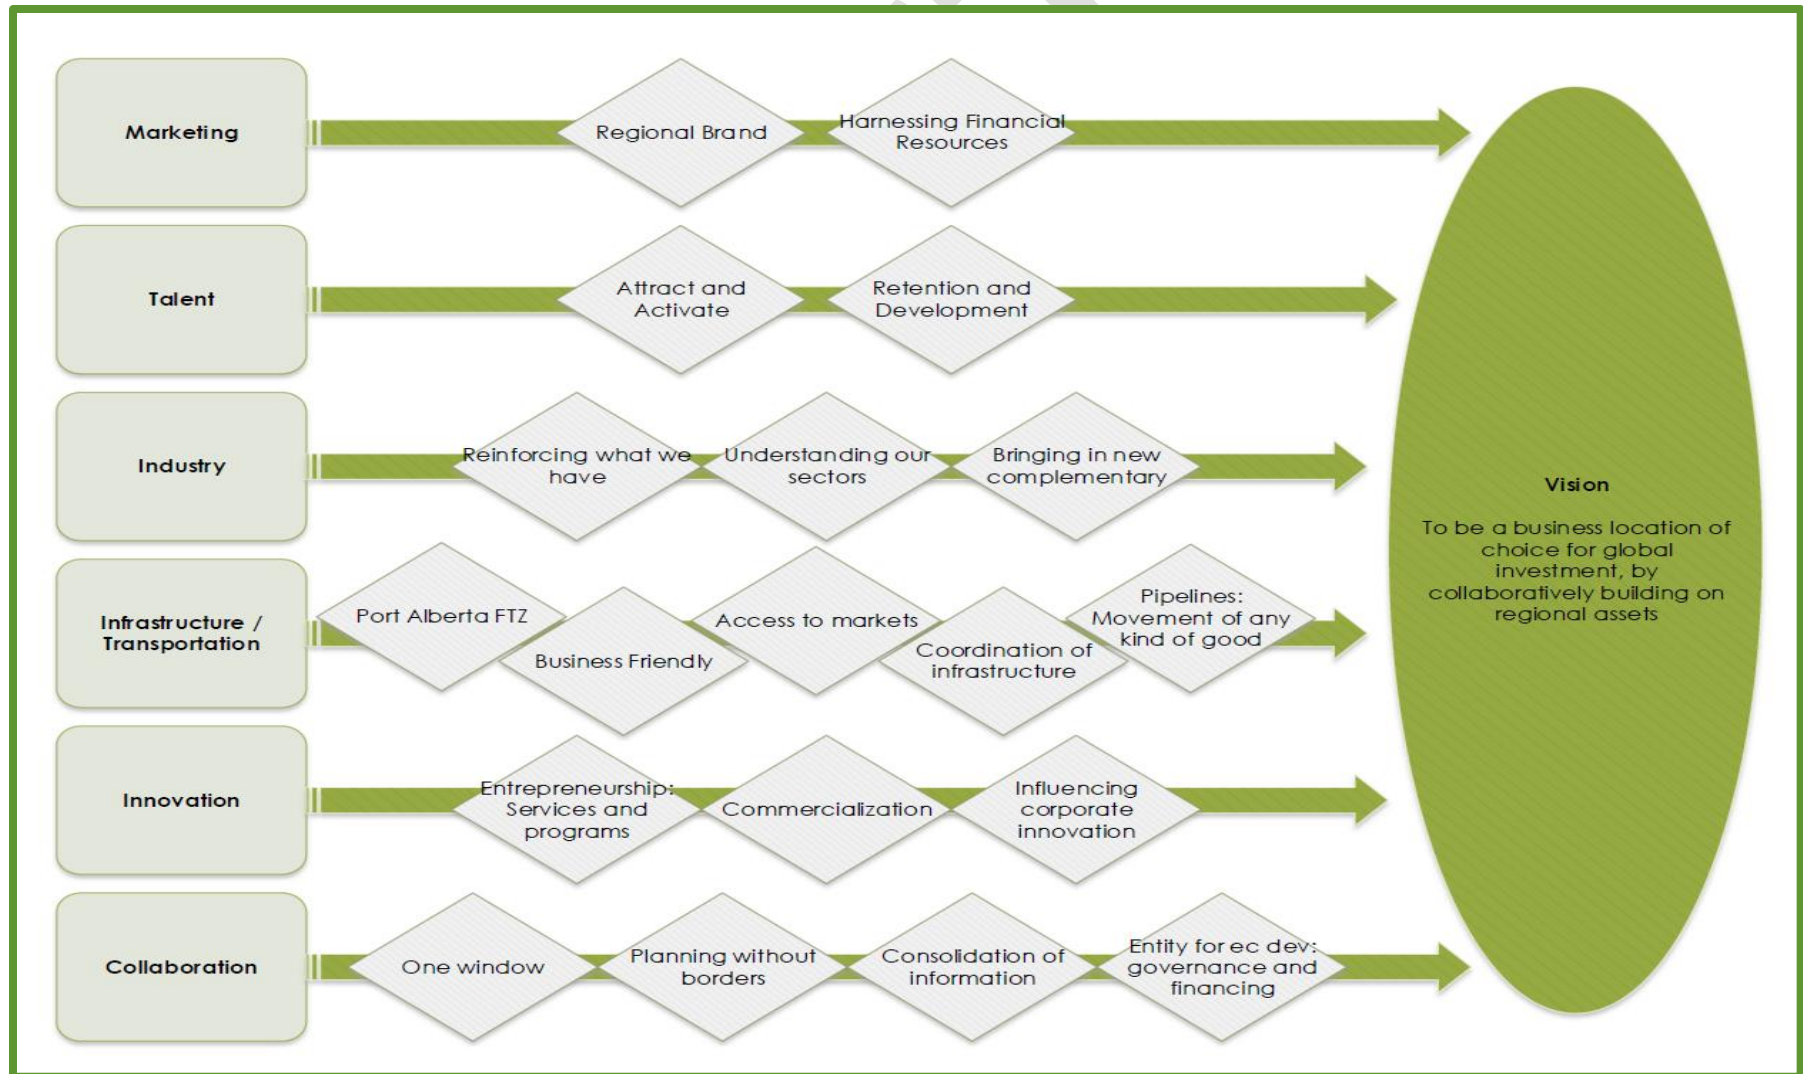 Marketing
Regional Brand
Harnessing Financial
Resources
Talent
Attract and
Activate
Retention and
Development
Industry
Reinforcing what we
have
Understanding our
sectors
Bringing in new
complementary
Infrastructure /
Transportation
Port Alberta FTZ
Business Friendly
Access to markets
Coordination of
infrastructure
Pipelines:
Movement of any
kind of good
Innovation
Entrepreneurship:
Services and
programs
Commercialization
Influencing
corporate
innovation
Collaboration
One window
Planning without
borders
Consolidation of
information
Entity for ec dev:
governance and
financing
Vision
To be a business location of
choice for global
investment, by
collaboratively building on
regional assets